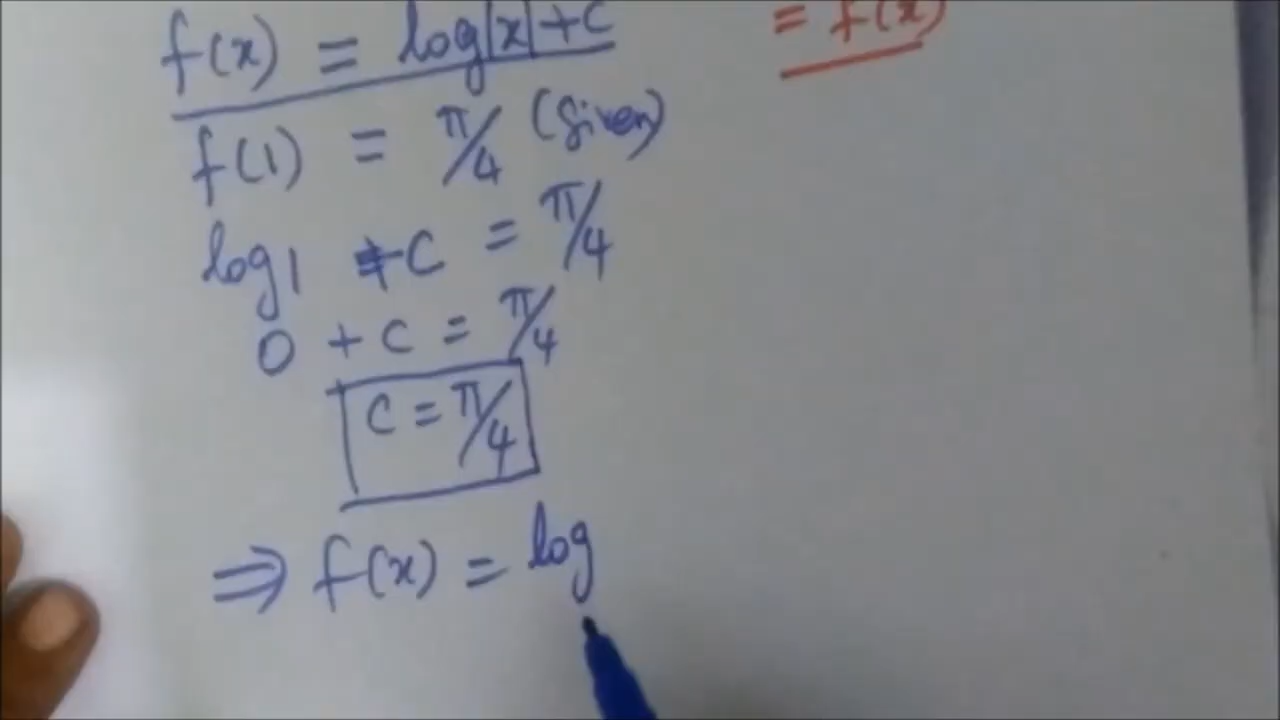 f(x) = log|x| + C
= f(x)
f(1) = π/4 (given)
log 1 + C = π/4
0 + C = π/4
C = π/4
⇒ f(x) = log